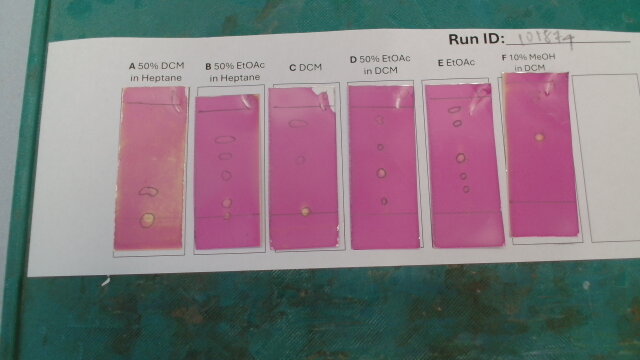 Run ID: 101874
A 50% DCM
in Heptane
B 50% EtOAc
in Heptane
C DCM
D 50% EtOAc
in DCM
E EtOAc
F 10% MeOH
in DCM